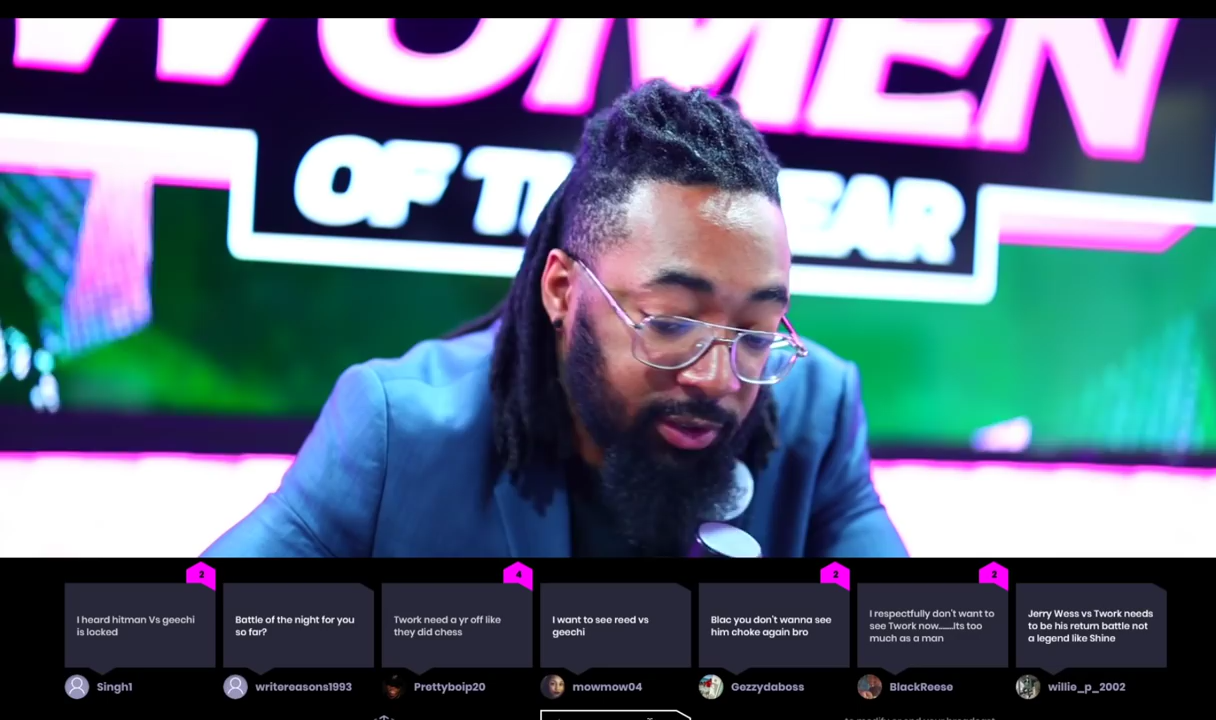 WOMEN
OF THE YEAR
2
4
2
2
I heard hitman Vs geechi
is locked
Battle of the night for you
so far?
Twork need a yr off like
they did chess
I want to see reed vs
geechi
Blac you don't wanna see
him choke again bro
I respectfully don't want to
see Twork now.......Its too
much as a man
Jerry Wess vs Twork needs
to be his return battle not
a legend like Shine
Singh1
writereasons1993
Prettyboip20
mowmow04
Gezzydaboss
BlackReese
willie_p_2002